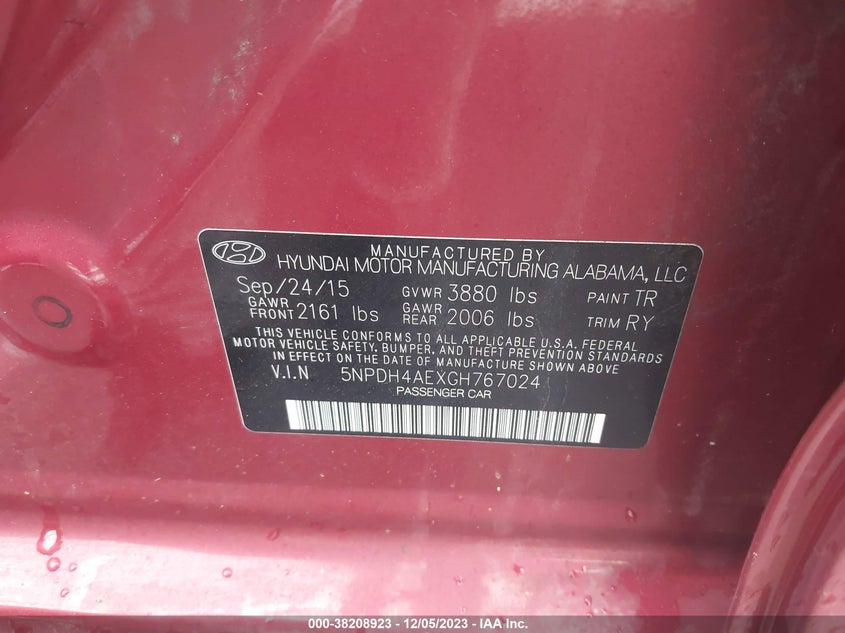 MANUFACTURED BY
HYUNDAI MOTOR MANUFACTURING ALABAMA, LLC
Sep/24/15 GVWR 3880 lbs PAINT TR
GAWR FRONT 2161 lbs GAWR REAR 2006 lbs TRIM RY
THIS VEHICLE CONFORMS TO ALL APPLICABLE U.S.A. FEDERAL
MOTOR VEHICLE SAFETY, BUMPER, AND THEFT PREVENTION STANDARDS
IN EFFECT ON THE DATE OF MANUFACTURE SHOWN ABOVE
V.I.N 5NPDH4AEXGH767024
PASSENGER CAR
000-38208923 - 12/05/2023 - IAA Inc.